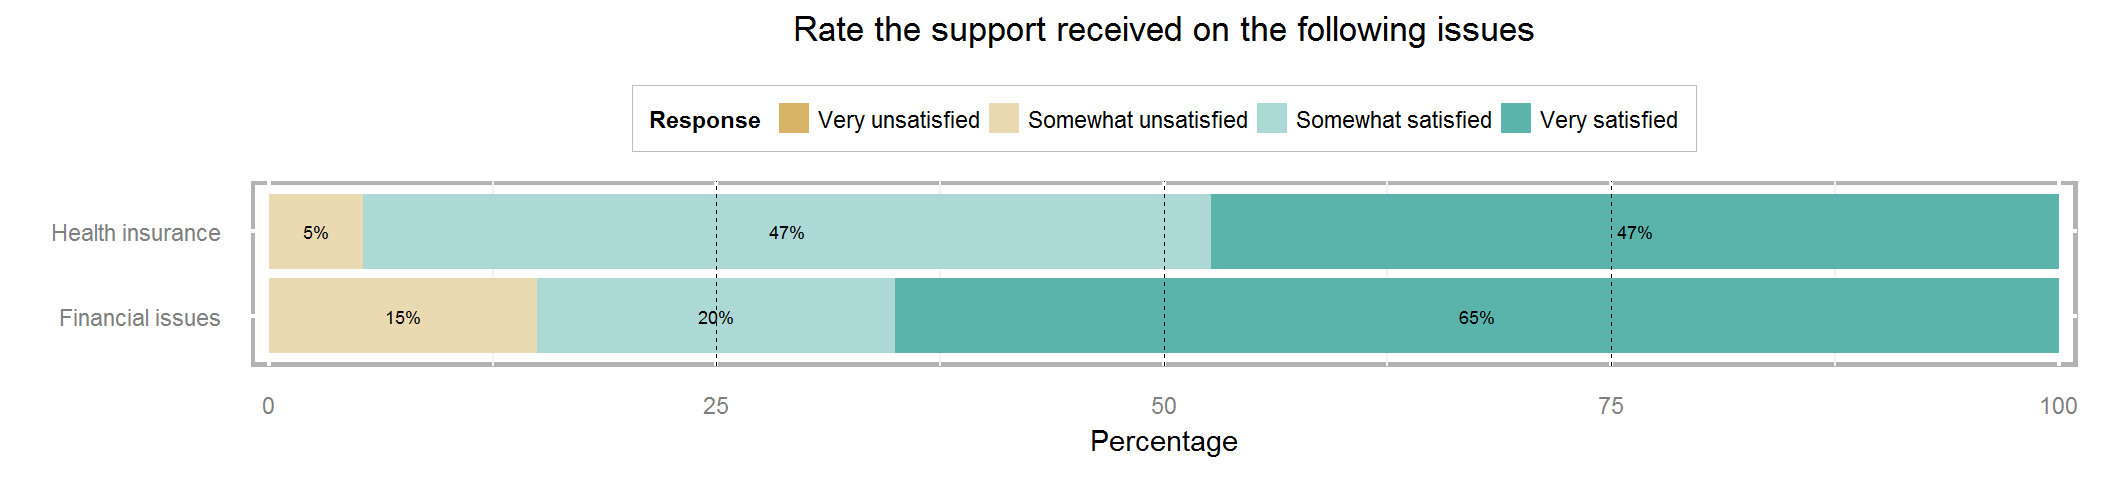 Rate the support received on the following issues
Response Very unsatisfied Somewhat unsatisfied Somewhat satisfied Very satisfied
Health insurance 5% 47% 47%
Financial issues 15% 20% 65%
0 25 50 75 100
Percentage